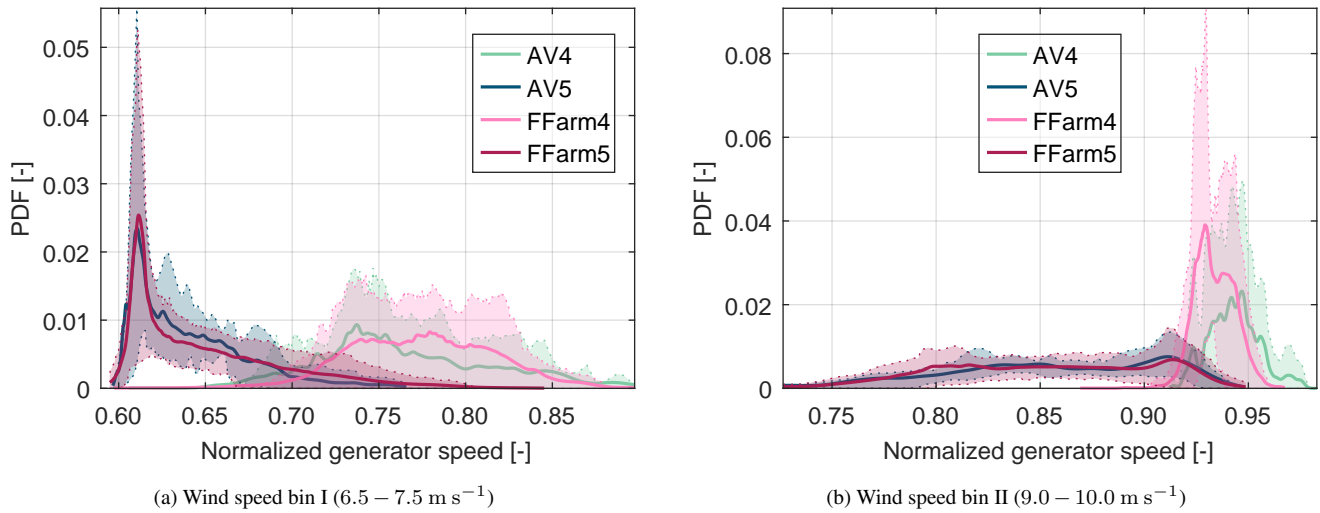 0.05
0.04
0.03
0.02
0.01
0
PDF [-]
0.60
0.65
0.70
0.75
0.80
0.85
Normalized generator speed [-]
AV4
AV5
FFarm4
FFarm5
(a) Wind speed bin I (6.5 − 7.5 m s⁻¹)
0.08
0.06
0.04
0.02
0
PDF [-]
0.75
0.80
0.85
0.90
0.95
Normalized generator speed [-]
AV4
AV5
FFarm4
FFarm5
(b) Wind speed bin II (9.0 − 10.0 m s⁻¹)